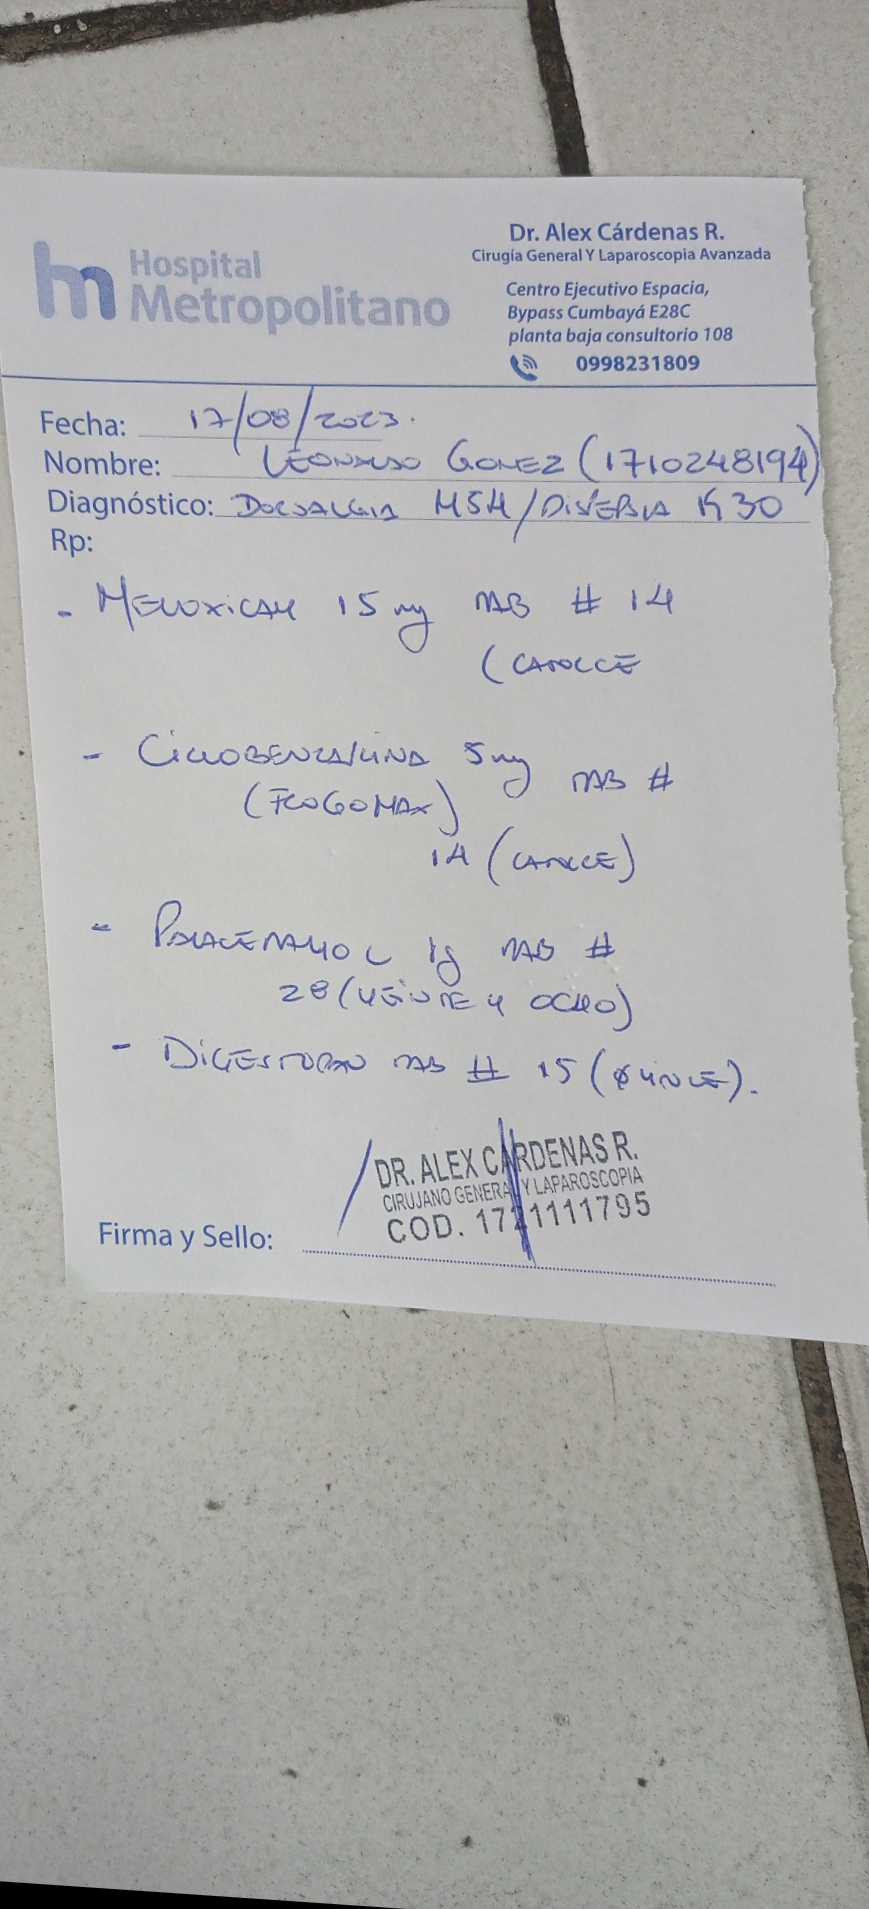 hm Hospital Metropolitano
Dr. Alex Cárdenas R.
Cirugía General Y Laparoscopia Avanzada
Centro Ejecutivo Espacia,
Bypass Cumbayá E28C
planta baja consultorio 108
0998231809
Fecha: 17/08/2023.
Nombre: LEONARDO GOMEZ (1710248194)
Diagnóstico: DORSALGIA M54/DISPEPSIA K30
Rp:
- MELOXICAM 15 mg TAB # 14
(CATORCE
- CICLOBENZAPRINA 5mg TAB #
(FLOGOMAX)
14 (CATORCE)
- PARACETAMOL 1g TAB #
28 (VEINTE Y OCHO)
- DIGESTOPAN TAB # 15 (QUINCE).
DR. ALEX CÁRDENAS R.
CIRUJANO GENERAL Y LAPAROSCOPIA
COD. 1721111795
Firma y Sello: